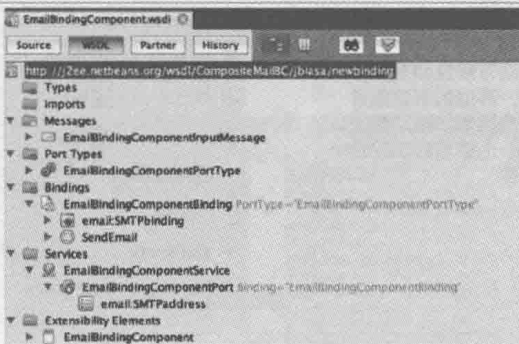 EmailBindingComponent.wsdl
Source WSDL Partner History
http://j2ee.netbeans.org/wsdl/CompositeMailBC/jbiasa/newbinding
Types
Imports
Messages
EmailBindingComponentInputMessage
Port Types
EmailBindingComponentPortType
Bindings
EmailBindingComponentBinding PortType="EmailBindingComponentPortType"
email:SMTPbinding
SendEmail
Services
EmailBindingComponentService
EmailBindingComponentPort Binding="EmailBindingComponentBinding"
email:SMTPaddress
Extensibility Elements
EmailBindingComponent